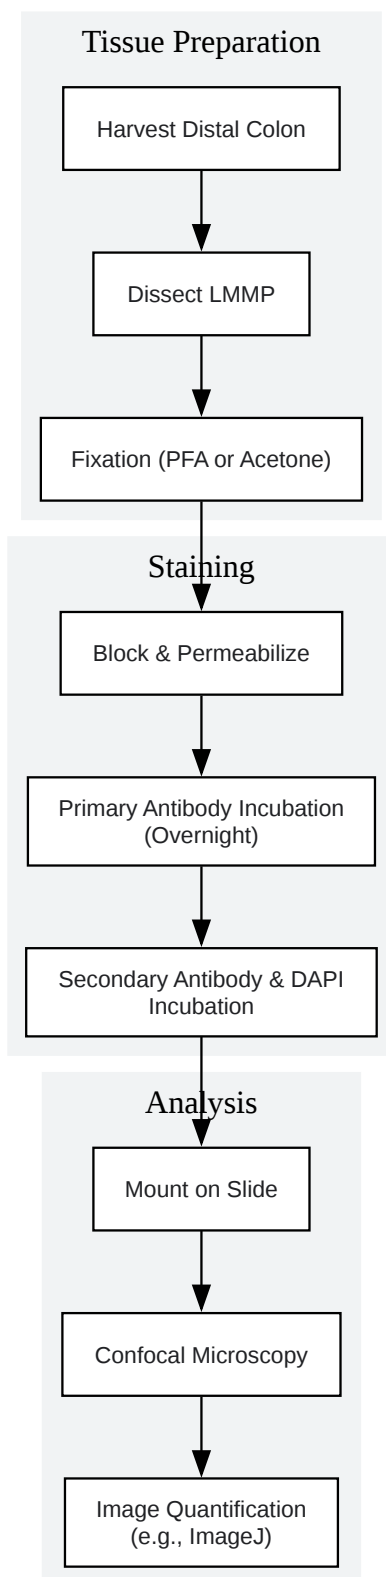 Tissue Preparation
Harvest Distal Colon
Dissect LMMP
Fixation (PFA or Acetone)
Staining
Block & Permeabilize
Primary Antibody Incubation
(Overnight)
Secondary Antibody & DAPI
Incubation
Analysis
Mount on Slide
Confocal Microscopy
Image Quantification
(e.g., ImageJ)